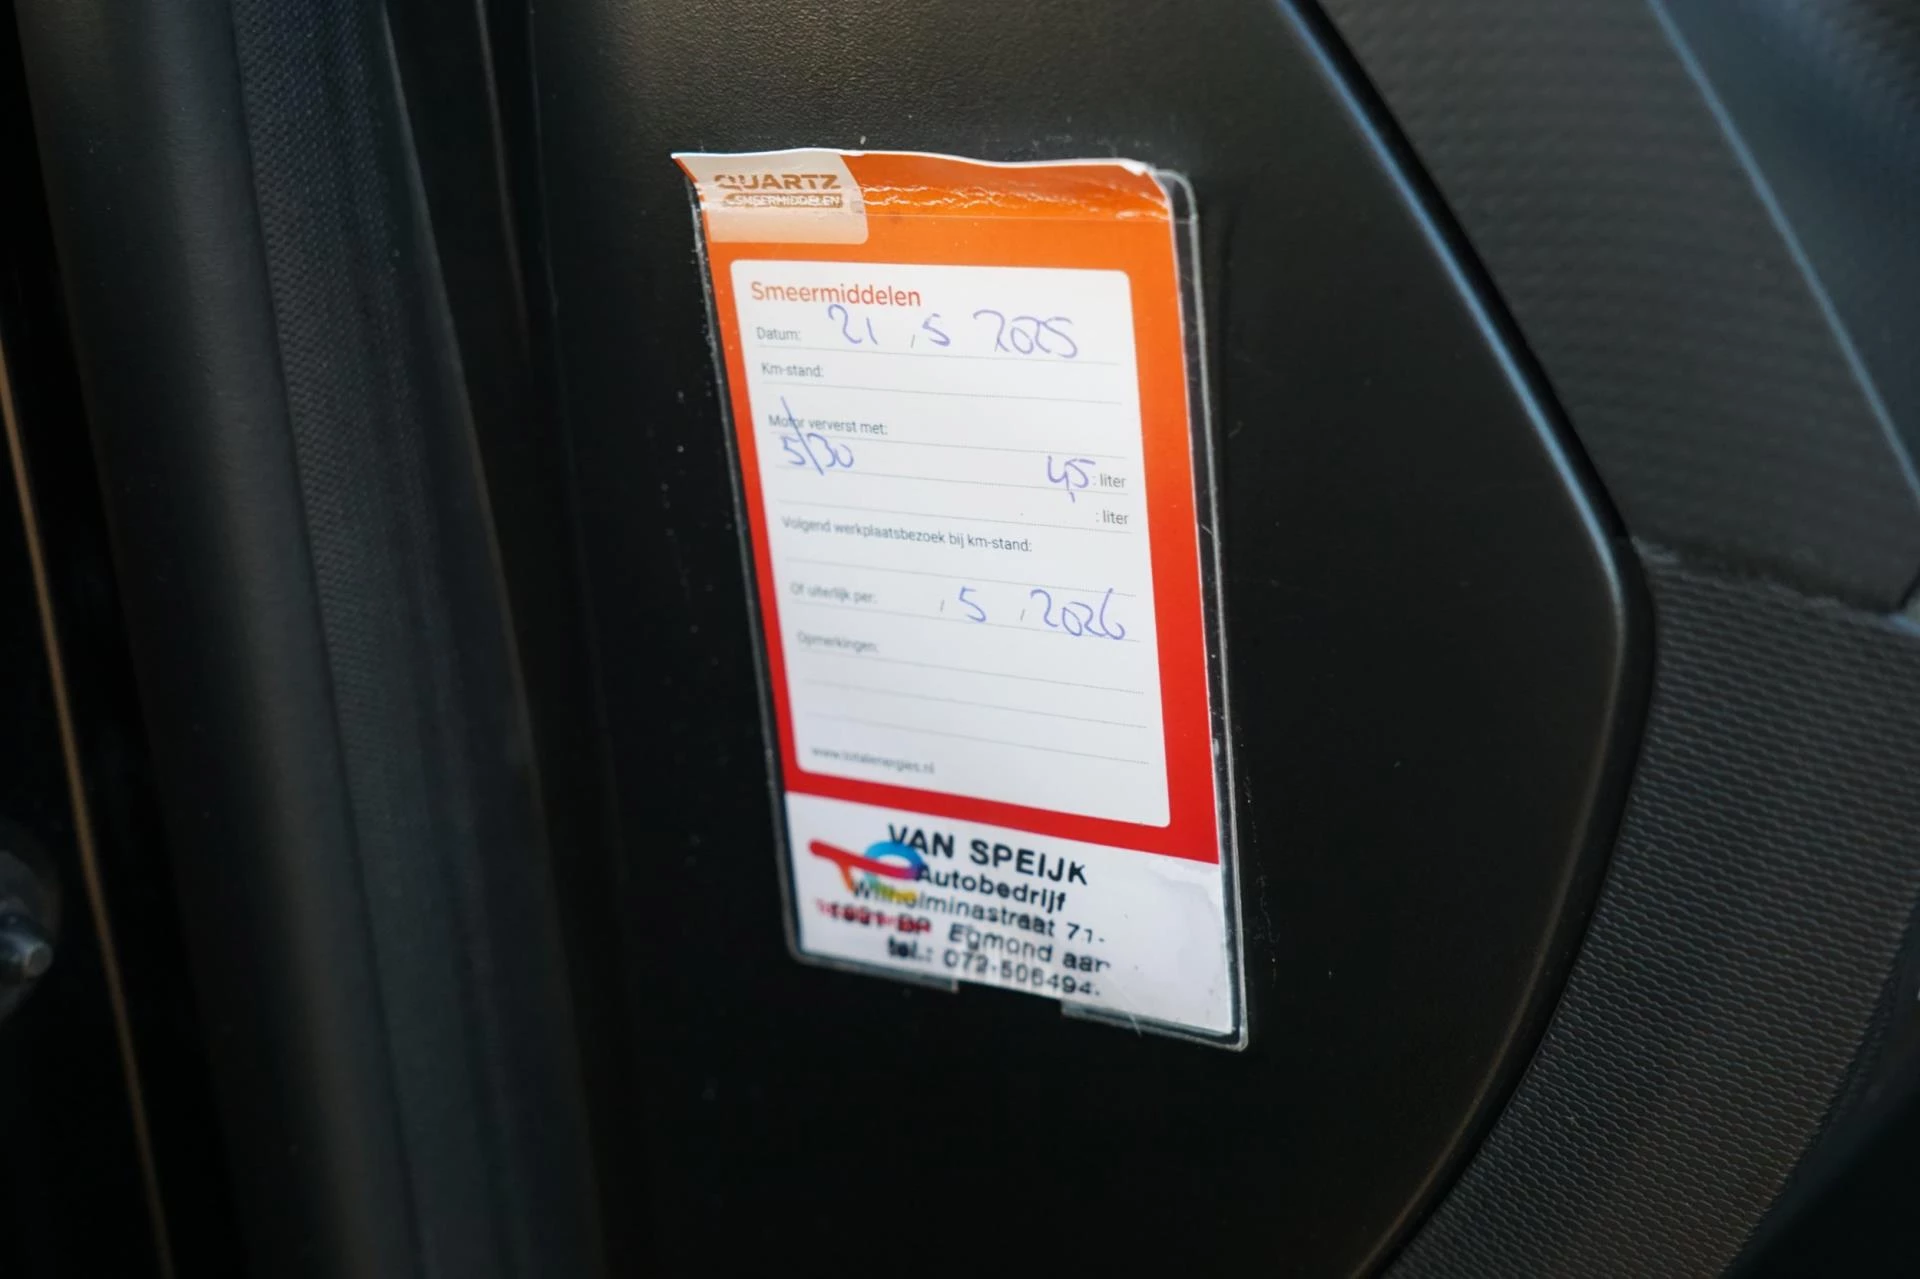 QUARTZ
SMEERMIDDELEN
Smeermiddelen
Datum: 21 , 5 2025
Km-stand:
Motor ververst met:
5/30 4,5 : liter
: liter
Volgend werkplaatsbezoek bij km-stand:
Of uiterlijk per: , 5 , 2026
Opmerkingen:
www.totalenergies.nl
VAN SPEIJK
Autobedrijf
Wilhelminastraat 71-
BP Egmond aan
tel.: 072-506494